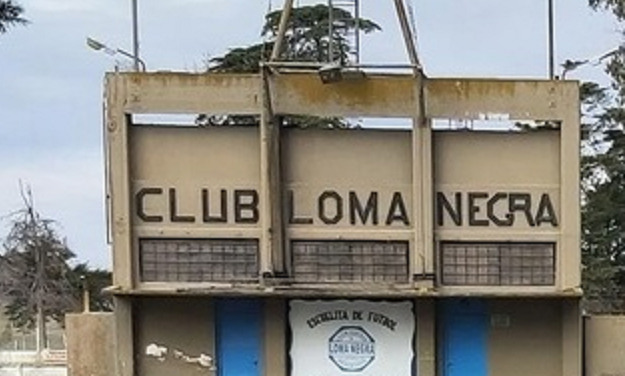 CLUB LOMA NEGRA
ESCUELITA DE FUTBOL
LOMA NEGRA